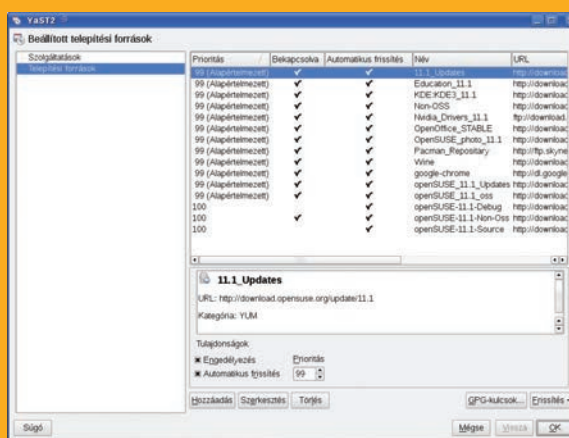 YaST2
Beállított telepítési források
Szolgáltatások
Telepítési források
Prioritás Bekapcsolva Automatikus frissítés Név URL
99 (Alapértelmezett) 11.1_Updates http://download
99 (Alapértelmezett) Education_11.1 http://download
99 (Alapértelmezett) KDE:KDE3_11.1 http://download
99 (Alapértelmezett) Non-OSS http://download
99 (Alapértelmezett) Nvidia_Drivers_11.1 ftp://download.
99 (Alapértelmezett) OpenOffice_STABLE http://download
99 (Alapértelmezett) OpenSUSE_photo_11.1 http://download
99 (Alapértelmezett) Pacman_Repositary http://ftp.skyne
99 (Alapértelmezett) Wine http://download
99 (Alapértelmezett) google-chrome http://dl.google
99 (Alapértelmezett) openSUSE_11.1_Updates http://download
99 (Alapértelmezett) openSUSE_11.1_oss http://download
100 openSUSE-11.1-Debug http://download
100 openSUSE-11.1-Non-Oss http://download
100 openSUSE-11.1-Source http://download
11.1_Updates
URL: http://download.opensuse.org/update/11.1
Kategória: YUM
Tulajdonságok
Engedélyezés Prioritás
Automatikus frissítés 99
Hozzáadás Szerkesztés Törlés GPG-kulcsok... Frissítés
Súgó Mégse Vissza OK